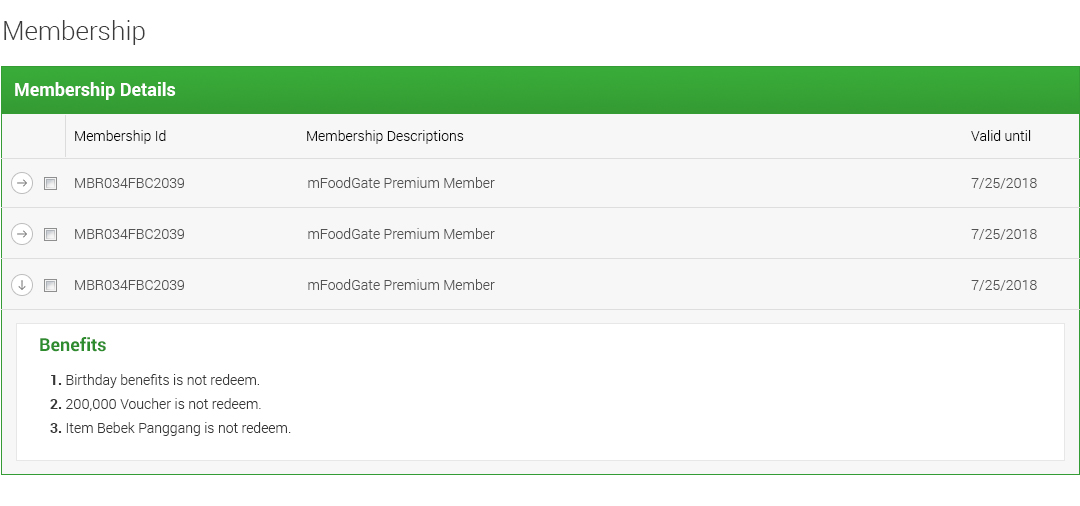 Membership
Membership Details
Membership Id Membership Descriptions Valid until
MBR034FBC2039 mFoodGate Premium Member 7/25/2018
MBR034FBC2039 mFoodGate Premium Member 7/25/2018
MBR034FBC2039 mFoodGate Premium Member 7/25/2018
Benefits
1. Birthday benefits is not redeem.
2. 200,000 Voucher is not redeem.
3. Item Bebek Panggang is not redeem.